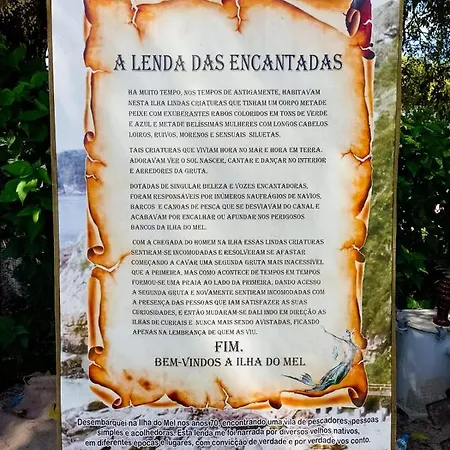 A LENDA DAS ENCANTADAS
HÁ MUITO TEMPO, NOS TEMPOS DE ANTIGAMENTE, HABITAVAM
NESTA ILHA LINDAS CRIATURAS QUE TINHAM UM CORPO METADE
PEIXE COM EXUBERANTES RABOS COLORIDOS EM TONS DE VERDE
E AZUL E METADE BELÍSSIMAS MULHERES COM LONGOS CABELOS
LOIROS, RUIVOS, MORENOS E SENSUAIS SILUETAS.
TAIS CRIATURAS QUE VIVIAM HORA NO MAR E HORA EM TERRA.
ADORAVAM VER O SOL NASCER, CANTAR E DANÇAR NO INTERIOR
E ARREDORES DA GRUTA.
BOTADAS DE SINGULAR BELEZA E VOZES ENCANTADORAS,
FORAM RESPONSÁVEIS POR INÚMEROS NAUFRÁGIOS DE NAVIOS,
BARCOS E CANOAS DE PESCA QUE SE DESVIAVAM DO CANAL E
ACABAVAM POR ENCALHAR OU AFUNDAR NOS PERIGOSOS
BANCOS DA ILHA DO MEL.
COM A CHEGADA DO HOMEM NA ILHA ESSAS LINDAS CRIATURAS
SENTIRAM-SE INCOMODADAS E RESOLVERAM SE AFASTAR
COMEÇANDO A CAVAR UMA SEGUNDA GRUTA MAIS INACESSÍVEL
QUE A PRIMEIRA, MAS COMO ACONTECE DE TEMPOS EM TEMPOS
FORMOU-SE UMA PRAIA AO LADO DA PRIMEIRA, DANDO ACESSO
A SEGUNDA GRUTA E NOVAMENTE SENTIRAM INCOMODADAS COM
A PRESENÇA DAS PESSOAS QUE IAM SATISFAZER AS SUAS
CURIOSIDADES, E ENTÃO MUDARAM-SE DALI INDO EM DIREÇÃO AS
ILHAS DE CURRAIS E NUNCA MAIS SENDO AVISTADAS, FICANDO
APENAS NA LEMBRANÇA DE QUEM AS VIU.
FIM.
BEM-VINDOS A ILHA DO MEL
Desembarquei na Ilha do Mel nos anos 70, encontrando uma vila de pescadores, pessoas
simples e acolhedoras. Esta lenda me foi narrada por diversos velhos nativos,
em diferentes épocas e lugares, com convicção de verdade e por verdade vos conto.